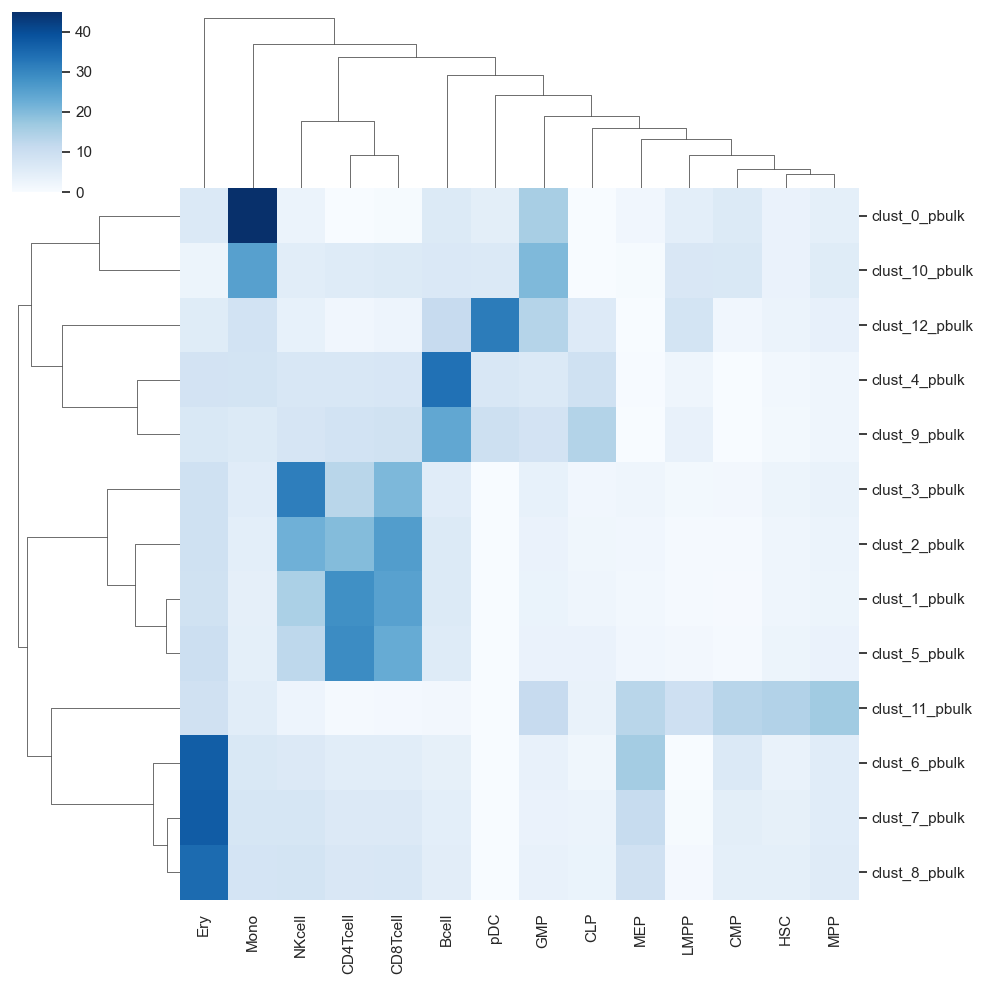 40
30
20
10
0
clust_0_pbulk
clust_10_pbulk
clust_12_pbulk
clust_4_pbulk
clust_9_pbulk
clust_3_pbulk
clust_2_pbulk
clust_1_pbulk
clust_5_pbulk
clust_11_pbulk
clust_6_pbulk
clust_7_pbulk
clust_8_pbulk
Ery
Mono
NKcell
CD4Tcell
CD8Tcell
Bcell
pDC
GMP
CLP
MEP
LMPP
CMP
HSC
MPP